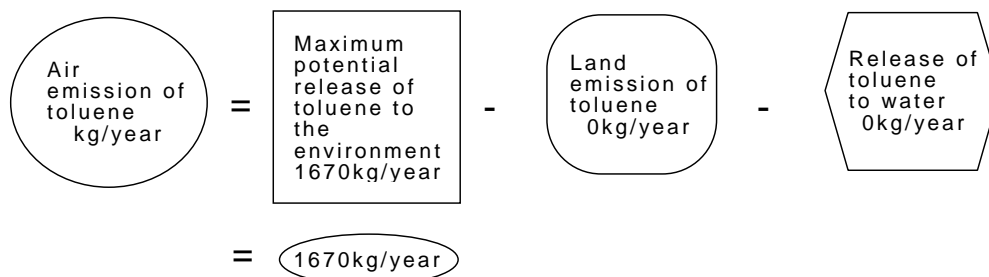 Air
emission of
toluene
kg/year
=
Maximum
potential
release of
toluene to
the
environment
1670kg/year
-
Land
emission of
toluene
0kg/year
-
Release of
toluene
to water
0kg/year
=
1670kg/year